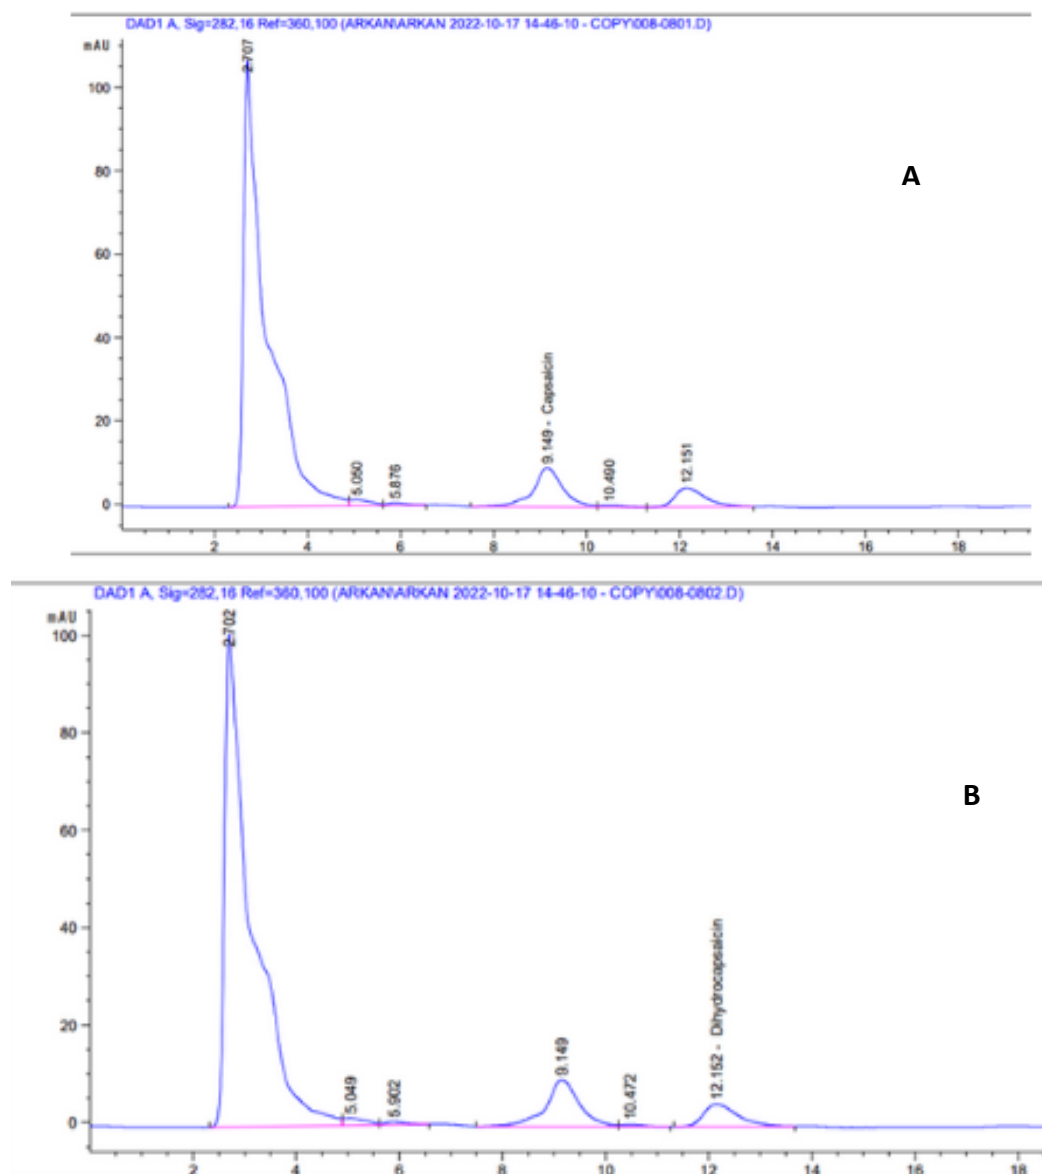 DAD1 A, Sig=282,16 Ref=360,100 (ARKAN\ARKAN 2022-10-17 14-46-10 - COPY\008-0801.D)
mAU
2.707
100
80
A
60
40
9.149 - Capsaicin
20
5.050
5.876
10.490
12.151
0
2 4 6 8 10 12 14 16 18
DAD1 A, Sig=282,16 Ref=360,100 (ARKAN\ARKAN 2022-10-17 14-46-10 - COPY\008-0802.D)
mAU
2.702
100
80
B
60
40
12.152 - Dihydrocapsaicin
20
5.049
5.902
9.149
10.472
0
2 4 6 8 10 12 14 16 18